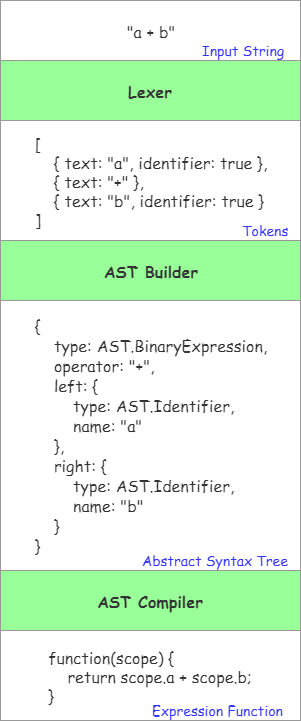 "a + b"
Input String
Lexer
[
{ text: "a", identifier: true },
{ text: "+" },
{ text: "b", identifier: true }
]
Tokens
AST Builder
{
type: AST.BinaryExpression,
operator: "+",
left: {
type: AST.Identifier,
name: "a"
},
right: {
type: AST.Identifier,
name: "b"
}
}
Abstract Syntax Tree
AST Compiler
function(scope) {
return scope.a + scope.b;
}
Expression Function